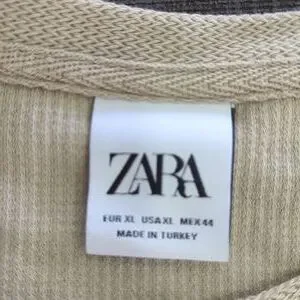 ZARA
EUR XL USA XL MEX 44
MADE IN TURKEY